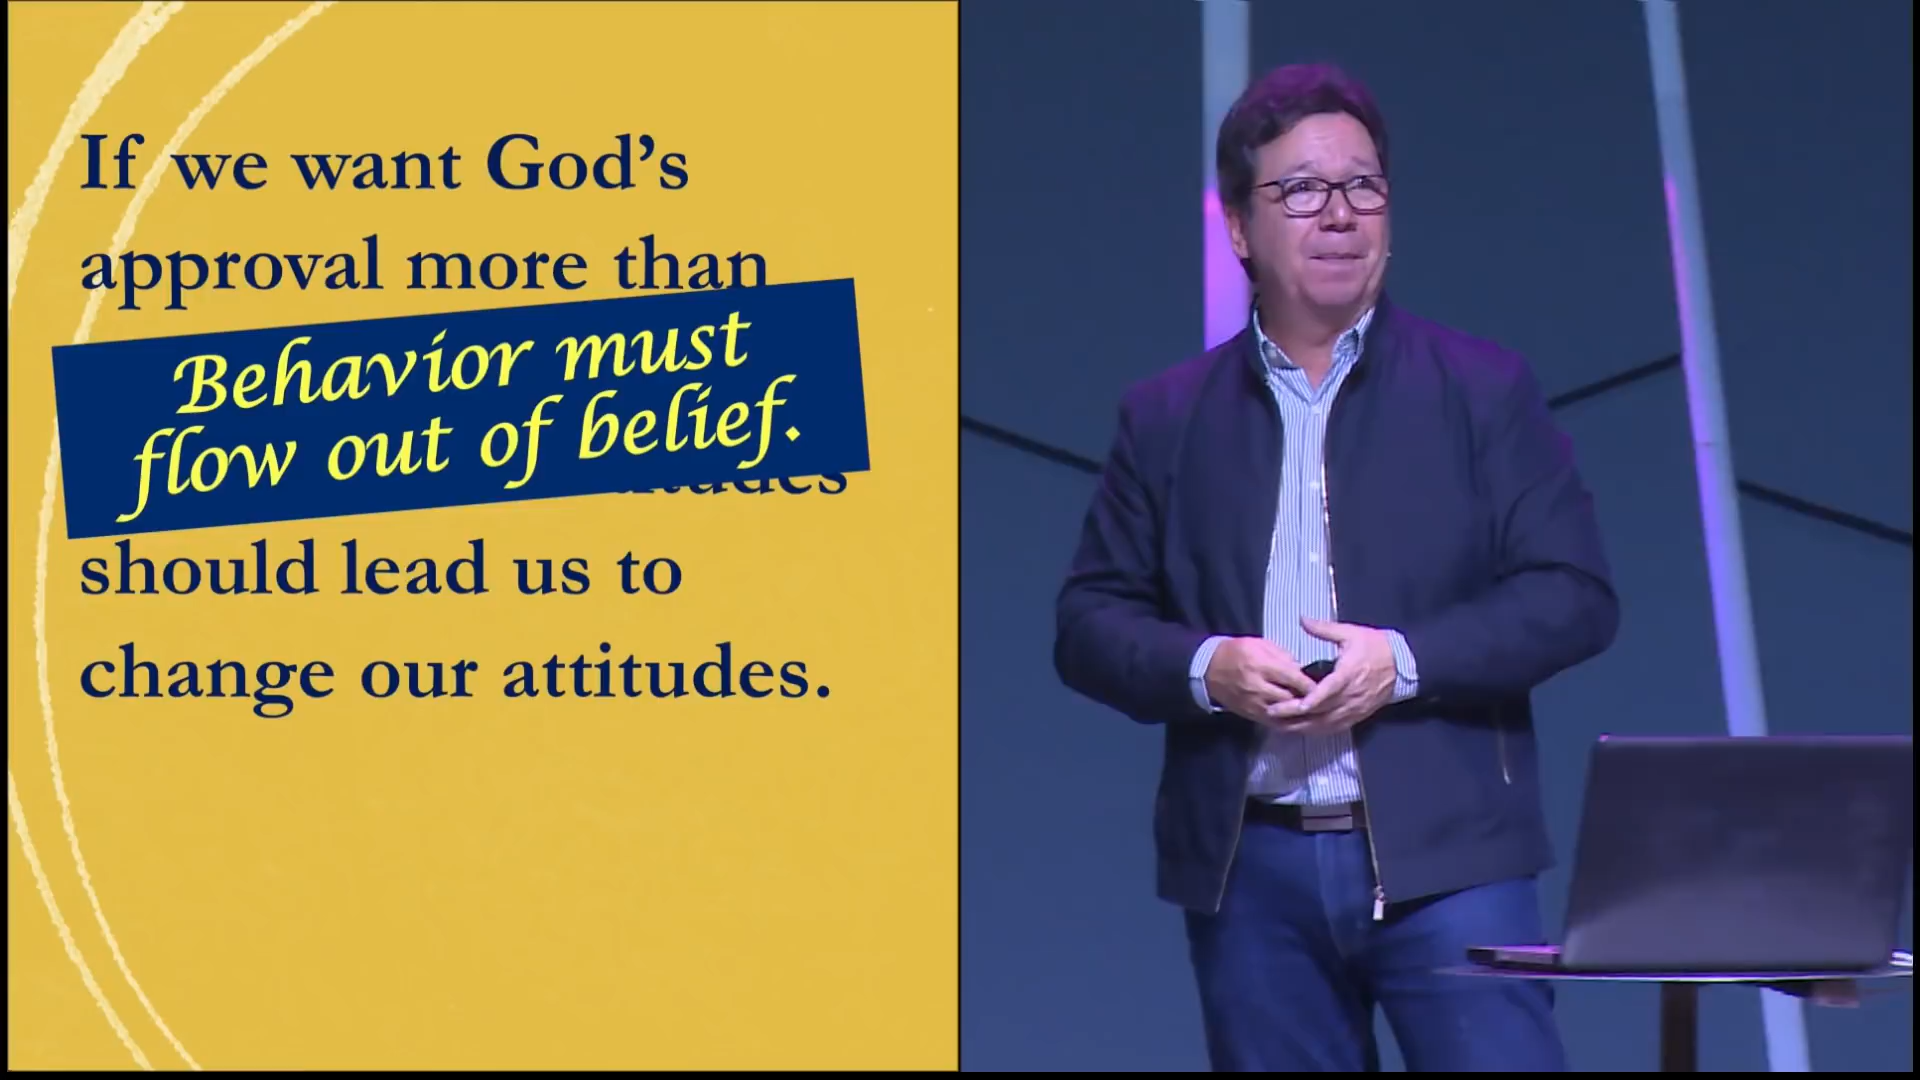 If we want God's
approval more than
Behavior must
flow out of belief.
should lead us to
change our attitudes.